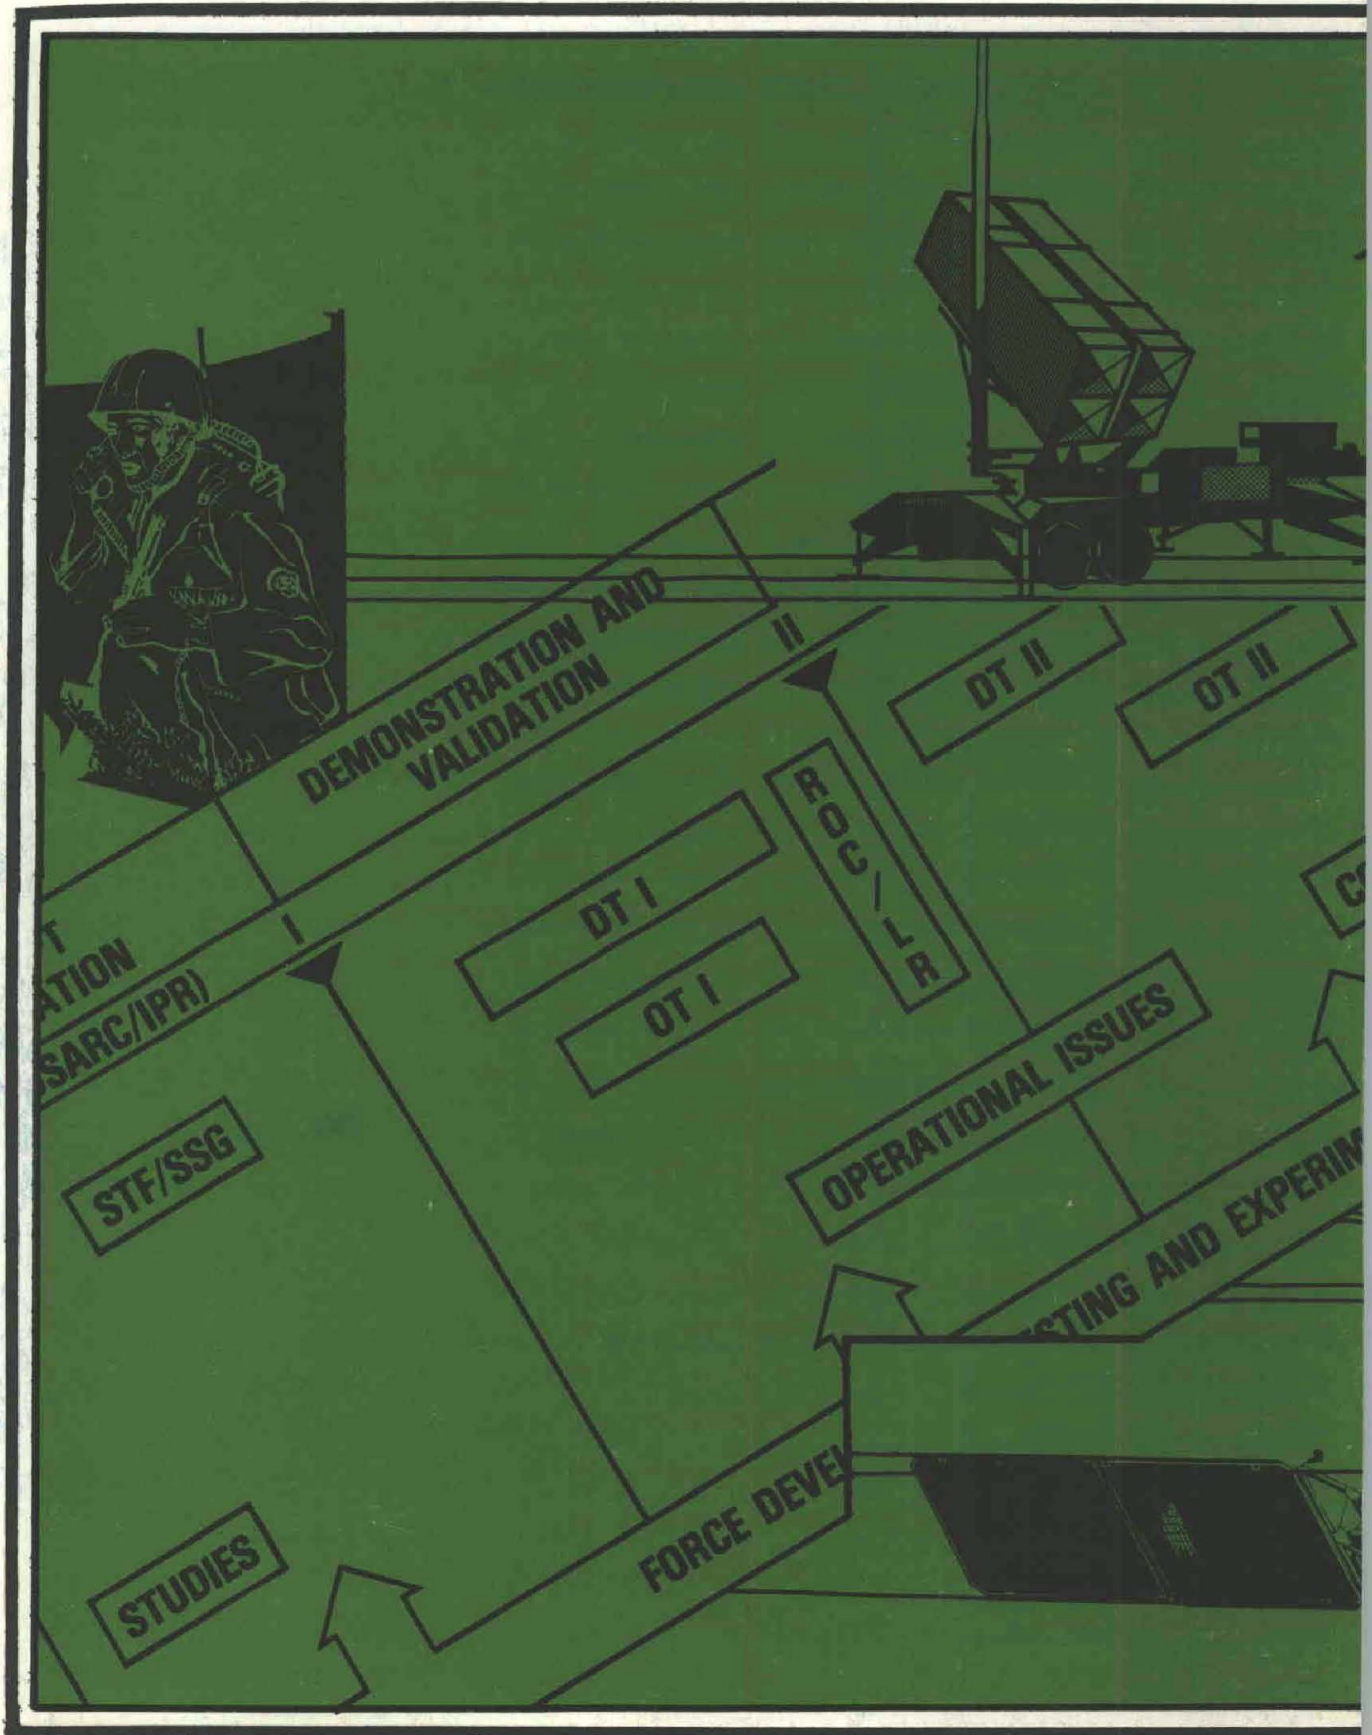 DEMONSTRATION AND
VALIDATION
II
DT II
OT II
ROC/LR
DT I
OT I
I
T
ATION
SARC/IPR)
STF/SSG
OPERATIONAL ISSUES
STING AND EXPERIM
FORCE DEVEL
STUDIES